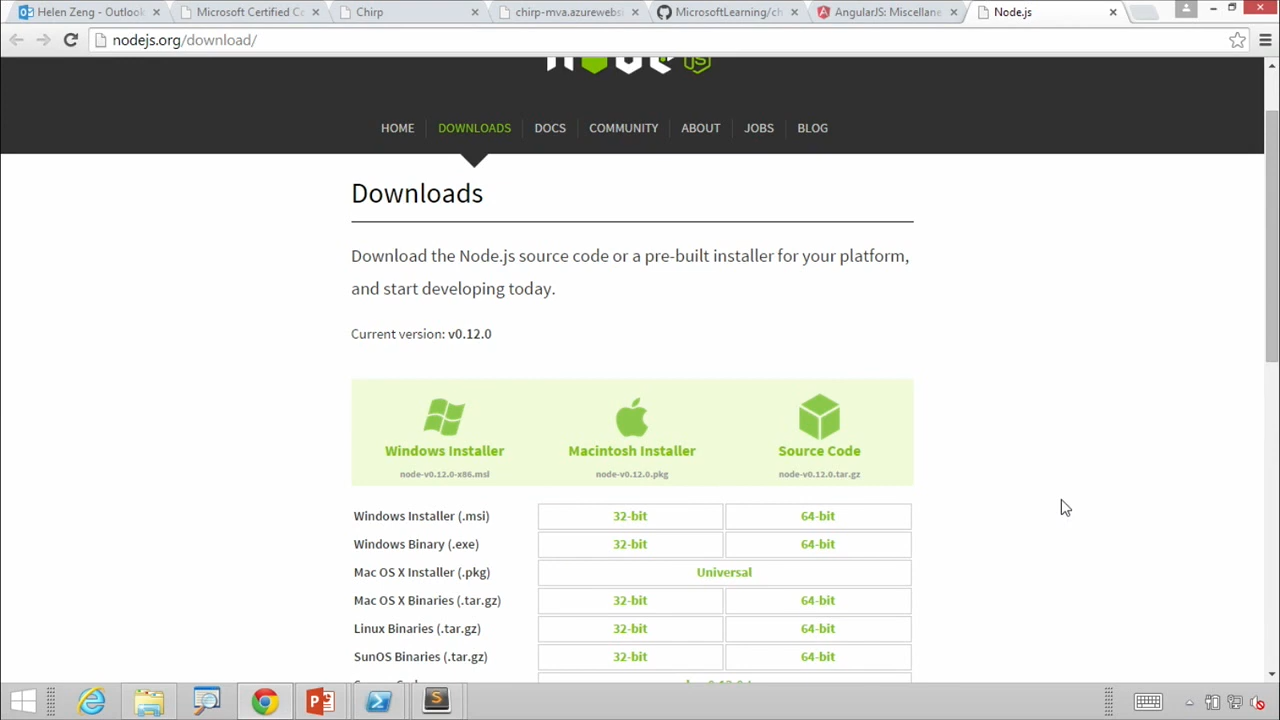 Helen Zeng - Outlook
Microsoft Certified Co
Chirp
chirp-mva.azurewebsi
MicrosoftLearning/ch
AngularJS: Miscellane
Node.js
nodejs.org/download/
HOME
DOWNLOADS
DOCS
COMMUNITY
ABOUT
JOBS
BLOG
Downloads
Download the Node.js source code or a pre-built installer for your platform,
and start developing today.
Current version: v0.12.0
Windows Installer
node-v0.12.0-x86.msi
Macintosh Installer
node-v0.12.0.pkg
Source Code
node-v0.12.0.tar.gz
Windows Installer (.msi) 32-bit 64-bit
Windows Binary (.exe) 32-bit 64-bit
Mac OS X Installer (.pkg) Universal
Mac OS X Binaries (.tar.gz) 32-bit 64-bit
Linux Binaries (.tar.gz) 32-bit 64-bit
SunOS Binaries (.tar.gz) 32-bit 64-bit